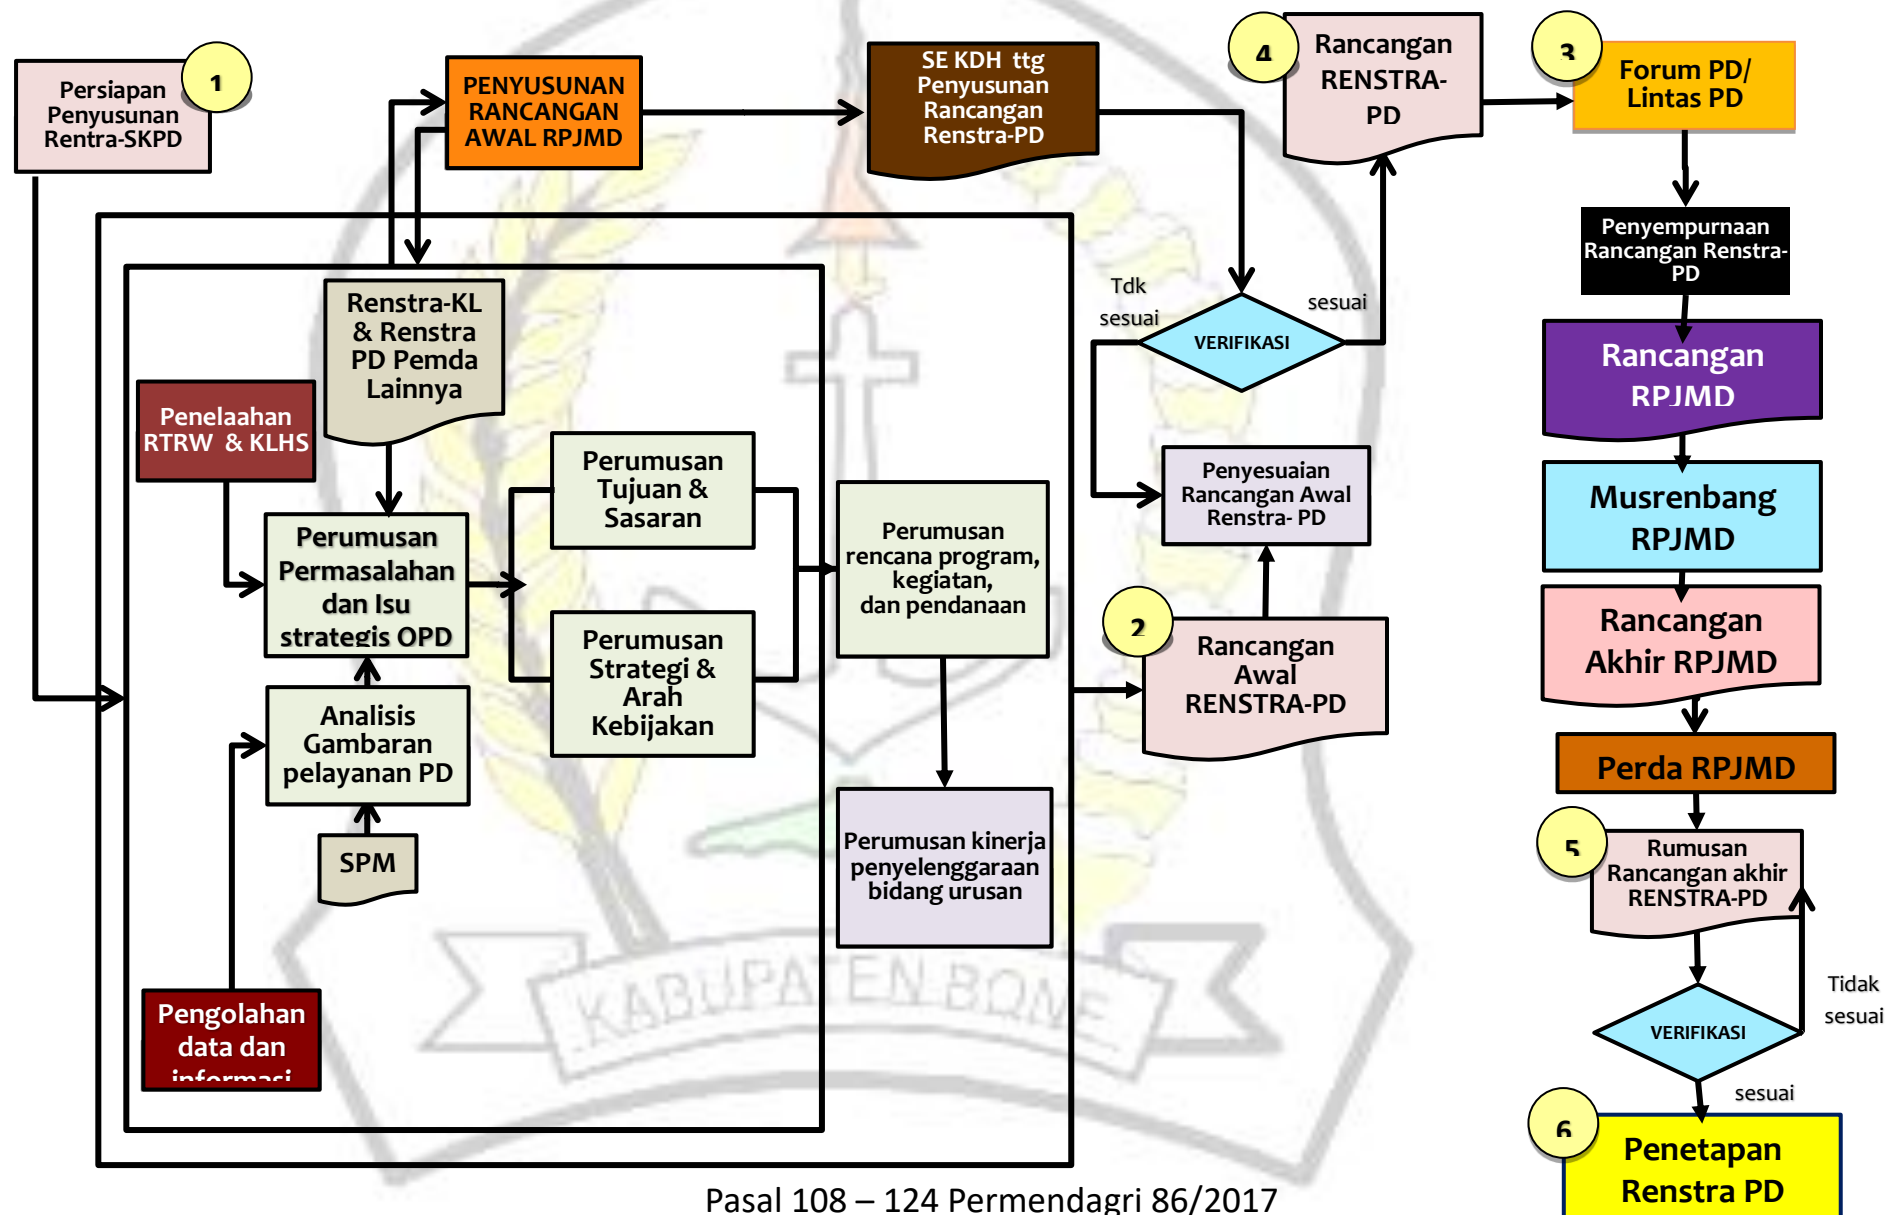 1
Persiapan
Penyusunan
Rentra-SKPD
PENYUSUNAN
RANCANGAN
AWAL RPJMD
SE KDH ttg
Penyusunan
Rancangan
Renstra-PD
4
Rancangan
RENSTRA-
PD
3
Forum PD/
Lintas PD
Penyempurnaan
Rancangan Renstra-
PD
Renstra-KL
& Renstra
PD Pemda
Lainnya
Penelaahan
RTRW & KLHS
Perumusan
Permasalahan
dan Isu
strategis OPD
Analisis
Gambaran
pelayanan PD
SPM
Pengolahan
data dan
informasi
Perumusan
Tujuan &
Sasaran
Perumusan
Strategi &
Arah
Kebijakan
Perumusan
rencana program,
kegiatan,
dan pendanaan
Perumusan kinerja
penyelenggaraan
bidang urusan
Tdk
sesuai
VERIFIKASI
sesuai
Penyesuaian
Rancangan Awal
Renstra- PD
2
Rancangan
Awal
RENSTRA-PD
Rancangan
RPJMD
Musrenbang
RPJMD
Rancangan
Akhir RPJMD
Perda RPJMD
5
Rumusan
Rancangan akhir
RENSTRA-PD
VERIFIKASI
Tidak
sesuai
sesuai
6
Penetapan
Renstra PD
KABUPATEN BONE
Pasal 108 – 124 Permendagri 86/2017